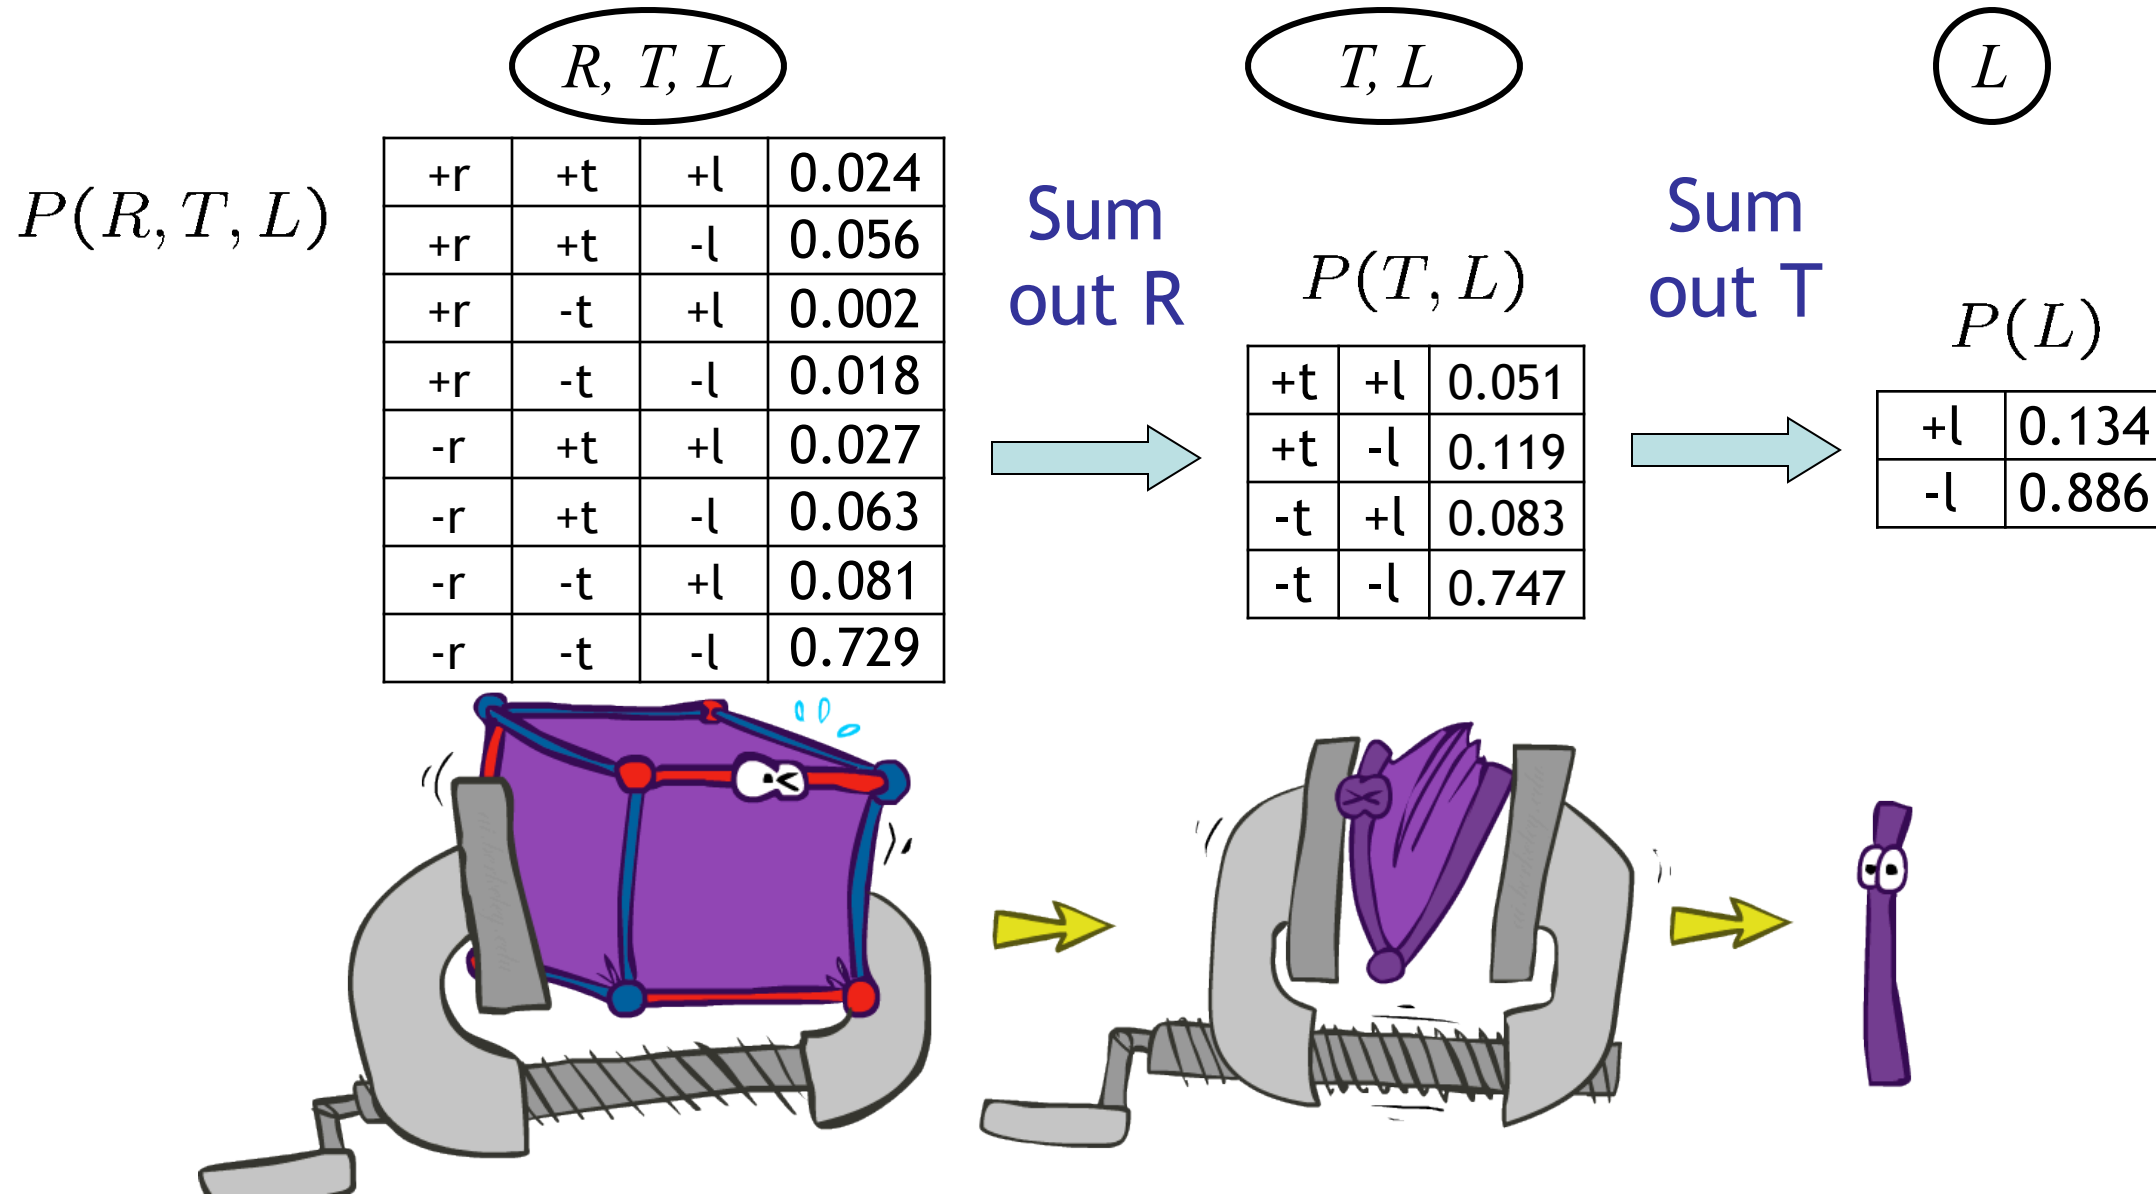 R, T, L
T, L
L
P(R, T, L)
+r +t +l 0.024
+r +t -l 0.056
+r -t +l 0.002
+r -t -l 0.018
-r +t +l 0.027
-r +t -l 0.063
-r -t +l 0.081
-r -t -l 0.729
Sum
out R
P(T, L)
+t +l 0.051
+t -l 0.119
-t +l 0.083
-t -l 0.747
Sum
out T
P(L)
+l 0.134
-l 0.886